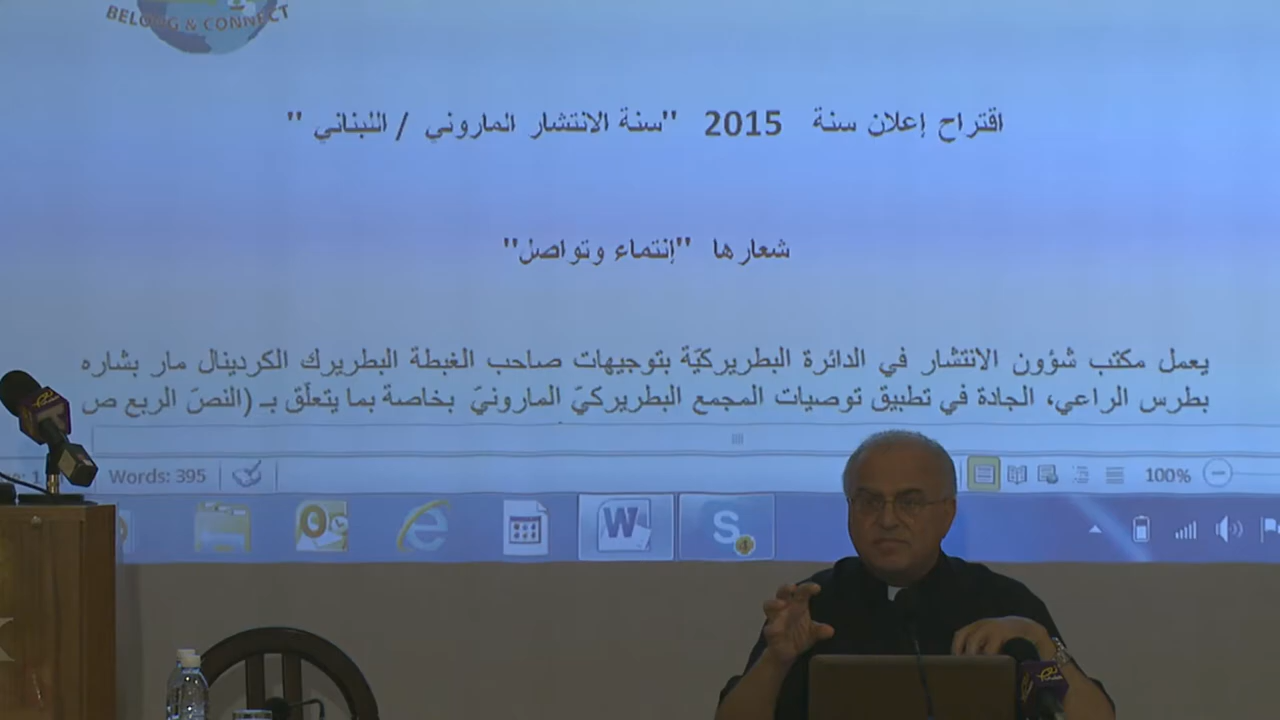 BELONG & CONNECT
اقتراح إعلان سنة 2015 "سنة الانتشار الماروني / اللبناني "
شعارها "إنتماء وتواصل"
يعمل مكتب شؤون الانتشار في الدائرة البطريركيّة بتوجيهات صاحب الغبطة البطريرك الكردينال مار بشاره
بطرس الراعي، الجادة في تطبيق توصيات المجمع البطريركيّ المارونيّ بخاصة بما يتعلّق بـ (النصّ الربع ص
Words: 395
100%